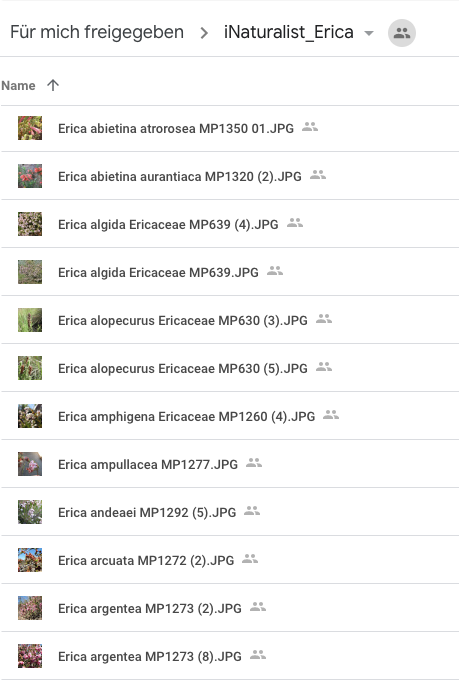 Für mich freigegeben > iNaturalist_Erica
Name
Erica abietina atrorosea MP1350 01.JPG
Erica abietina aurantiaca MP1320 (2).JPG
Erica algida Ericaceae MP639 (4).JPG
Erica algida Ericaceae MP639.JPG
Erica alopecurus Ericaceae MP630 (3).JPG
Erica alopecurus Ericaceae MP630 (5).JPG
Erica amphigena Ericaceae MP1260 (4).JPG
Erica ampullacea MP1277.JPG
Erica andeaei MP1292 (5).JPG
Erica arcuata MP1272 (2).JPG
Erica argentea MP1273 (2).JPG
Erica argentea MP1273 (8).JPG